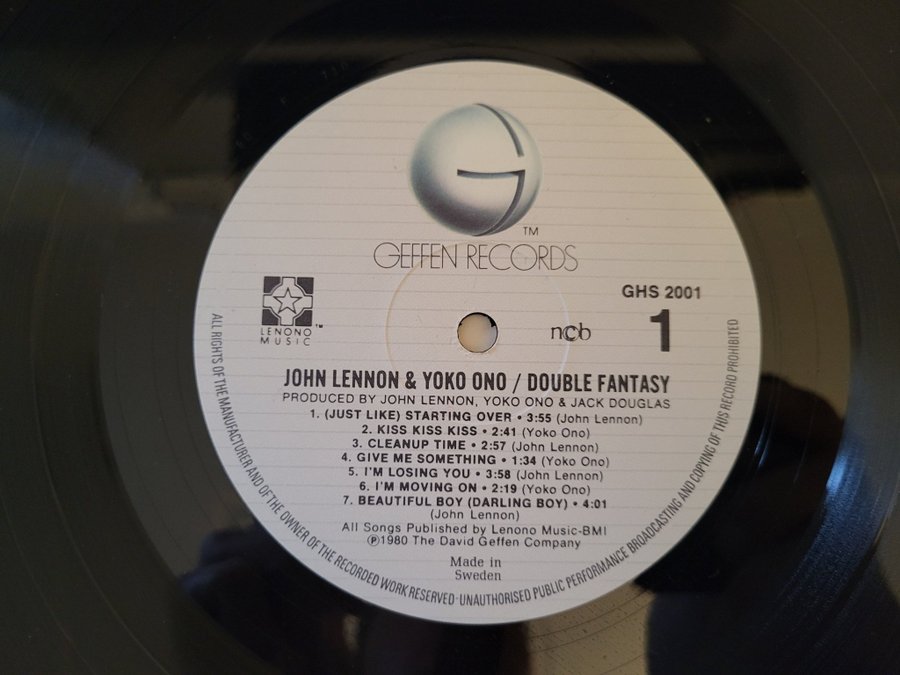 TM
GEFFEN RECORDS
GHS 2001
LENONO
MUSIC
TM
ncb
1
JOHN LENNON & YOKO ONO / DOUBLE FANTASY
PRODUCED BY JOHN LENNON, YOKO ONO & JACK DOUGLAS
1. (JUST LIKE) STARTING OVER • 3:55 (John Lennon)
2. KISS KISS KISS • 2:41 (Yoko Ono)
3. CLEANUP TIME • 2:57 (John Lennon)
4. GIVE ME SOMETHING • 1:34 (Yoko Ono)
5. I'M LOSING YOU • 3:58 (John Lennon)
6. I'M MOVING ON • 2:19 (Yoko Ono)
7. BEAUTIFUL BOY (DARLING BOY) • 4:01
(John Lennon)
All Songs Published by Lenono Music-BMI
℗1980 The David Geffen Company
Made in
Sweden
ALL RIGHTS OF THE MANUFACTURER AND OF THE OWNER OF THE RECORDED WORK RESERVED·UNAUTHORISED PUBLIC PERFORMANCE BROADCASTING AND COPYING OF THIS RECORD PROHIBITED